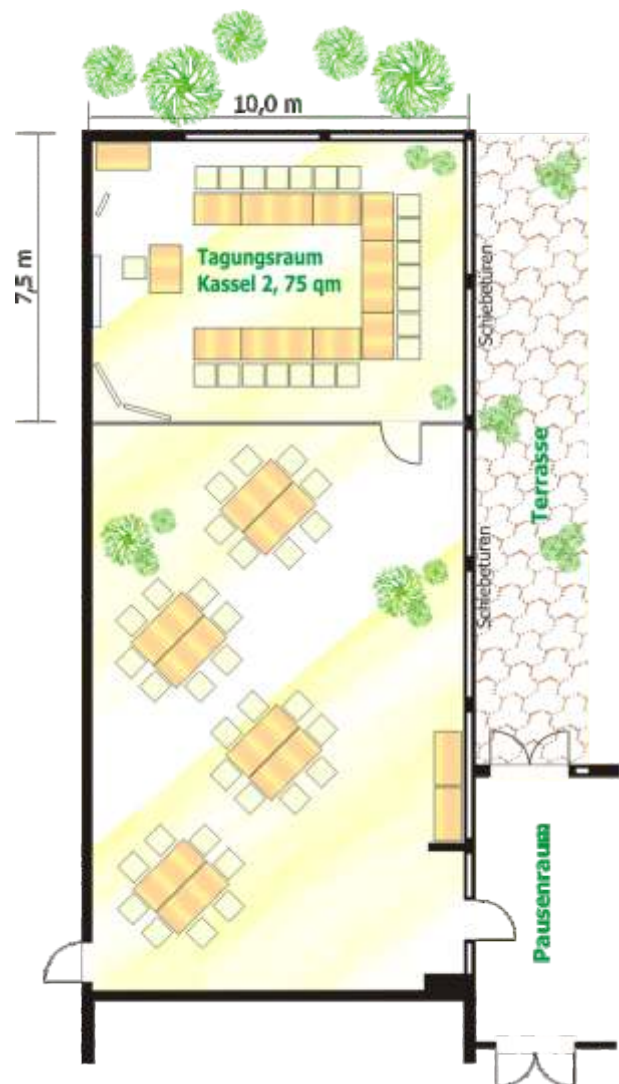 10,0 m
7,5 m
Tagungsraum
Kassel 2, 75 qm
Schiebetüren
Terrasse
Schiebetüren
Pausenraum